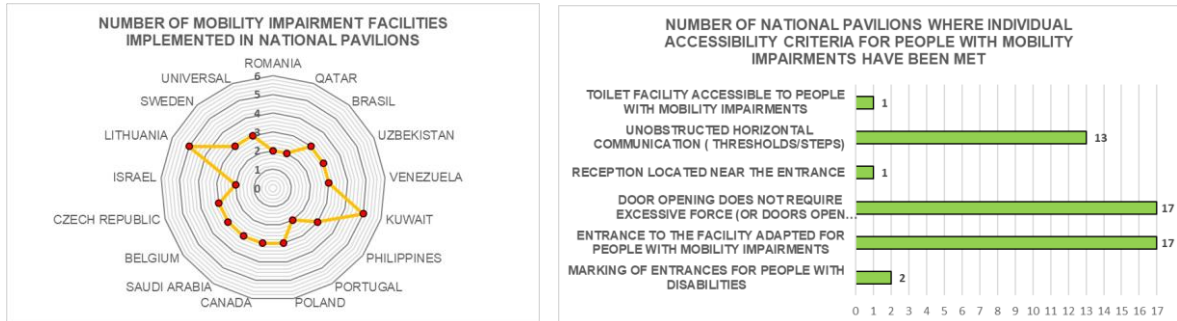 NUMBER OF MOBILITY IMPAIRMENT FACILITIES
IMPLEMENTED IN NATIONAL PAVILIONS
ROMANIA
UNIVERSAL
QATAR
SWEDEN
BRASIL
LITHUANIA
UZBEKISTAN
ISRAEL
VENEZUELA
CZECH REPUBLIC
KUWAIT
BELGIUM
PHILIPPINES
SAUDI ARABIA
PORTUGAL
CANADA
POLAND
6
5
4
3
2
1
0
NUMBER OF NATIONAL PAVILIONS WHERE INDIVIDUAL
ACCESSIBILITY CRITERIA FOR PEOPLE WITH MOBILITY
IMPAIRMENTS HAVE BEEN MET
TOILET FACILITY ACCESSIBLE TO PEOPLE
WITH MOBILITY IMPAIRMENTS
1
UNOBSTRUCTED HORIZONTAL
COMMUNICATION ( THRESHOLDS/STEPS)
13
RECEPTION LOCATED NEAR THE ENTRANCE
1
DOOR OPENING DOES NOT REQUIRE
EXCESSIVE FORCE (OR DOORS OPEN...
17
ENTRANCE TO THE FACILITY ADAPTED FOR
PEOPLE WITH MOBILITY IMPAIRMENTS
17
MARKING OF ENTRANCES FOR PEOPLE WITH
DISABILITIES
2
0 1 2 3 4 5 6 7 8 9 10 11 12 13 14 15 16 17